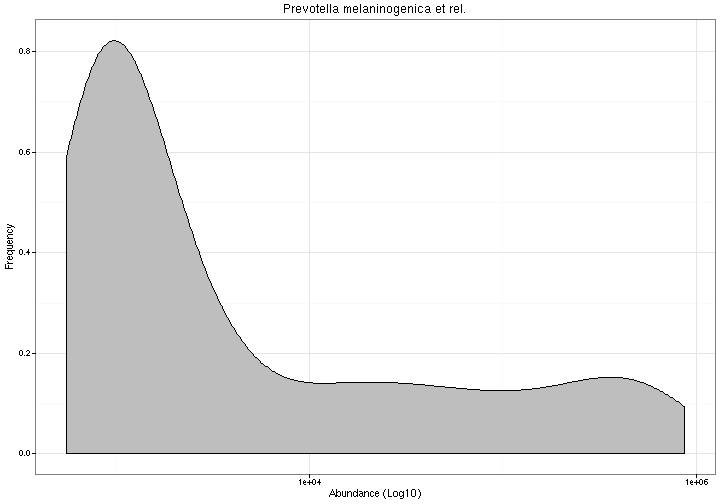 Prevotella melaninogenica et rel.
0.8
0.6
0.4
0.2
0.0
Frequency
1e+04
1e+06
Abundance (Log10)